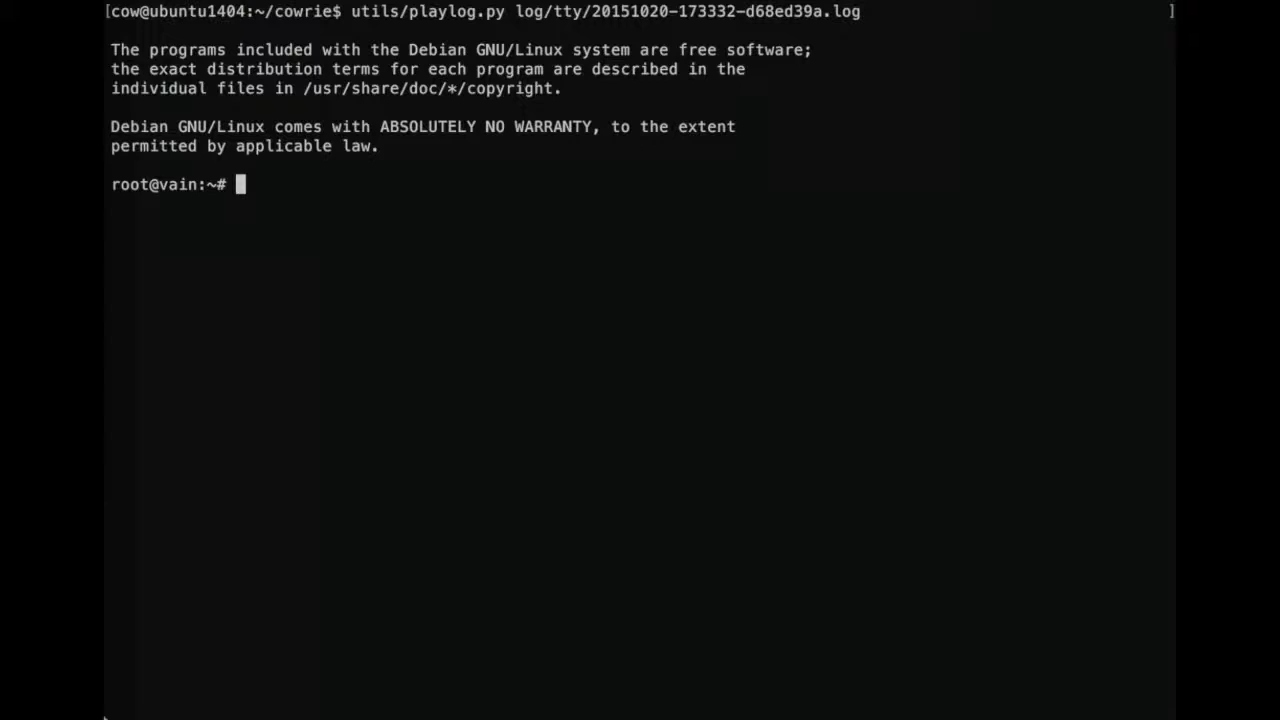 [cow@ubuntu1404:~/cowrie$ utils/playlog.py log/tty/20151020-173332-d68ed39a.log ]
The programs included with the Debian GNU/Linux system are free software;
the exact distribution terms for each program are described in the
individual files in /usr/share/doc/*/copyright.
Debian GNU/Linux comes with ABSOLUTELY NO WARRANTY, to the extent
permitted by applicable law.
root@vain:~#